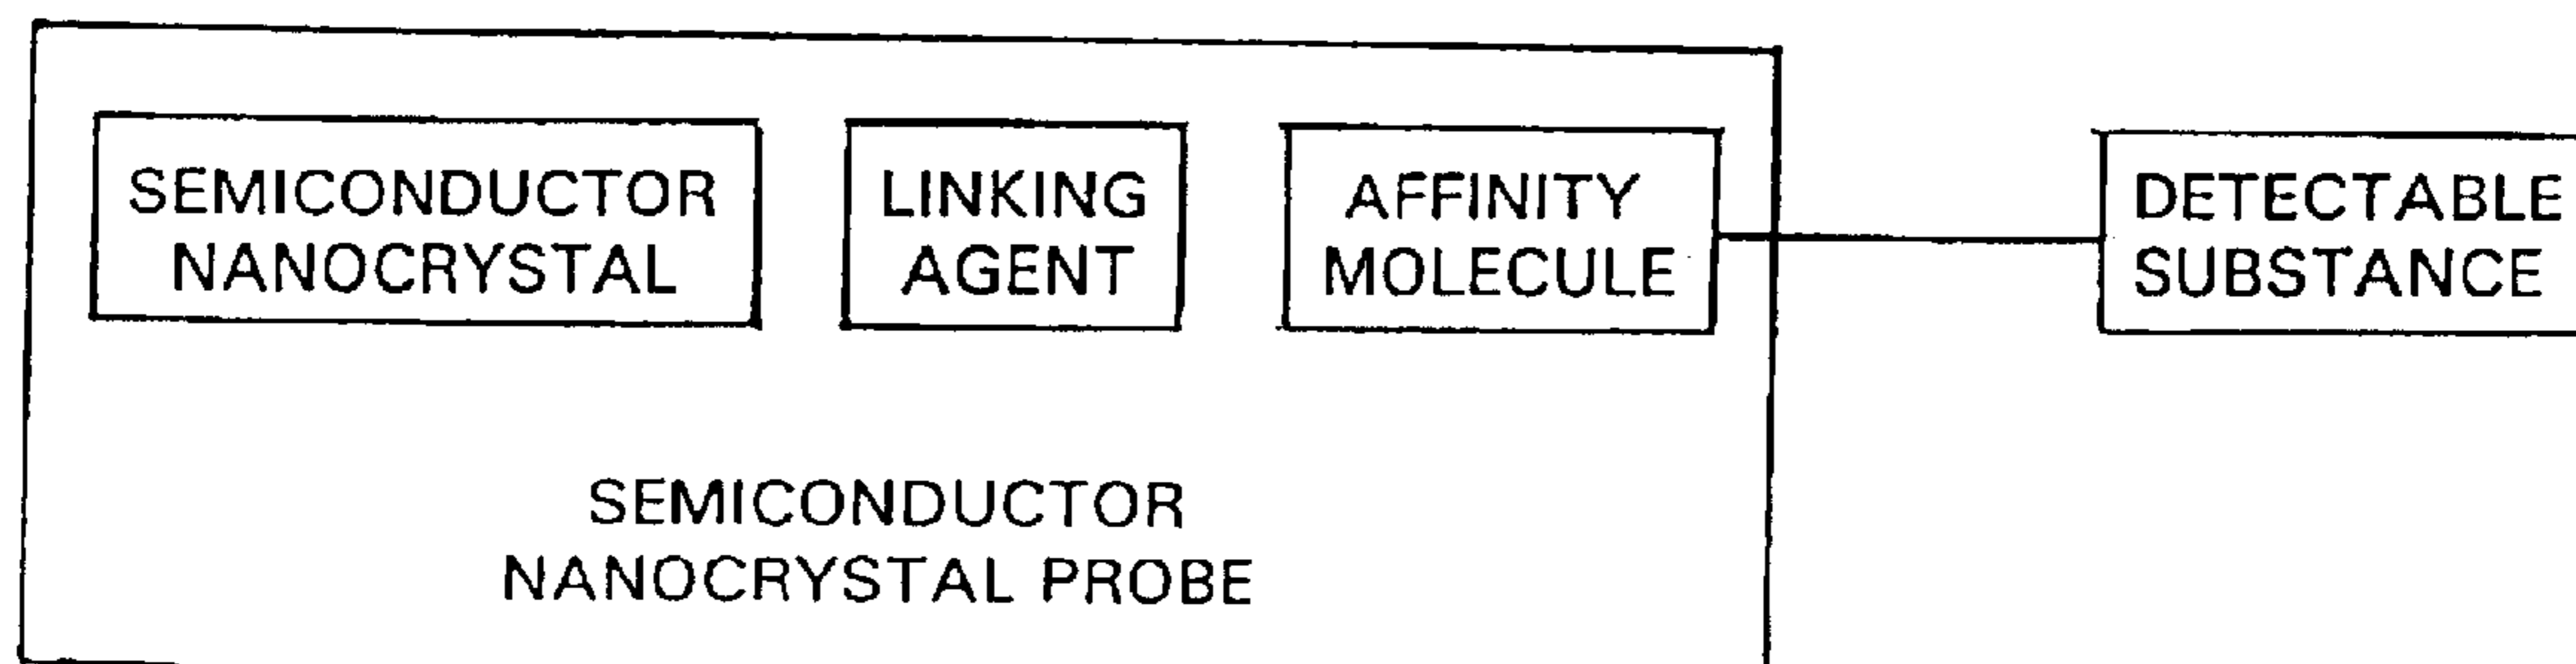 SEMICONDUCTOR
NANOCRYSTAL
LINKING
AGENT
AFFINITY
MOLECULE
DETECTABLE
SUBSTANCE
SEMICONDUCTOR
NANOCRYSTAL PROBE